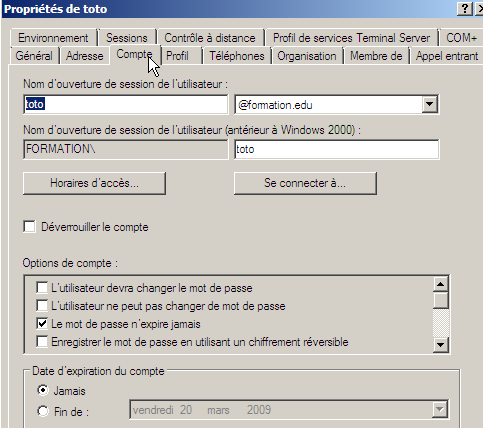 Propriétés de toto
Environnement Sessions Contrôle à distance Profil de services Terminal Server COM+
Général Adresse Compte Profil Téléphones Organisation Membre de Appel entrant
Nom d'ouverture de session de l'utilisateur :
toto @formation.edu
Nom d'ouverture de session de l'utilisateur (antérieur à Windows 2000) :
FORMATION\ toto
Horaires d'accès... Se connecter à...
Déverrouiller le compte
Options de compte :
L'utilisateur devra changer le mot de passe
L'utilisateur ne peut pas changer de mot de passe
Le mot de passe n'expire jamais
Enregistrer le mot de passe en utilisant un chiffrement réversible
Date d'expiration du compte
Jamais
Fin de : vendredi 20 mars 2009